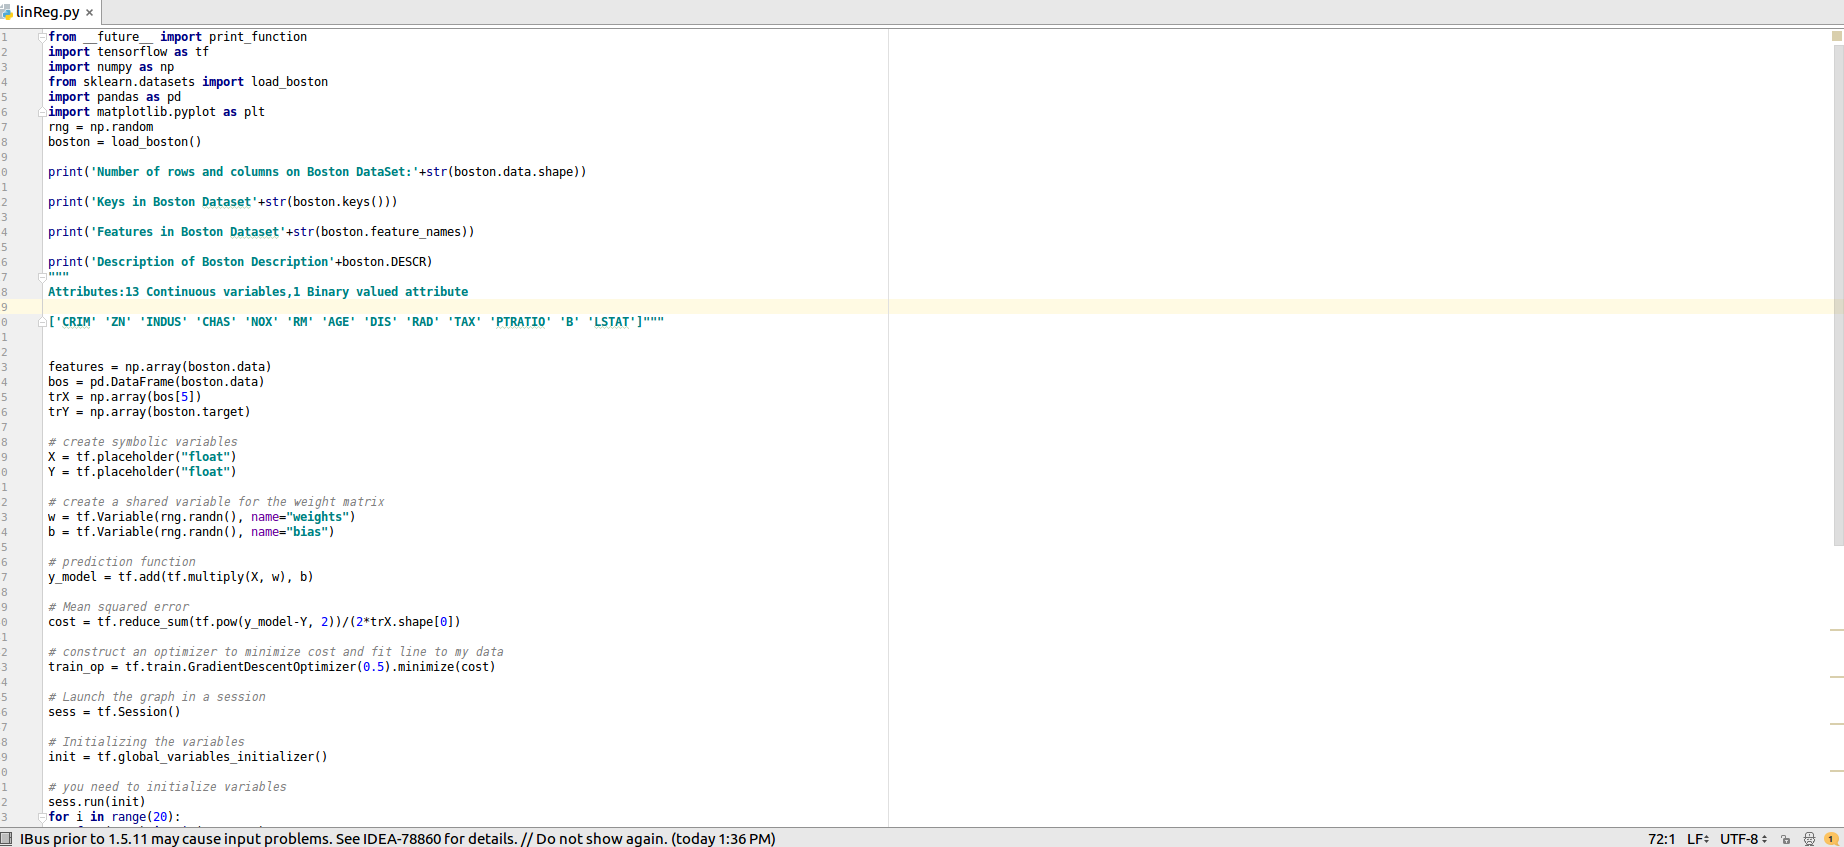 linReg.py ×
1 from __future__ import print_function
2 import tensorflow as tf
3 import numpy as np
4 from sklearn.datasets import load_boston
5 import pandas as pd
6 import matplotlib.pyplot as plt
7 rng = np.random
8 boston = load_boston()
9
0 print('Number of rows and columns on Boston DataSet:'+str(boston.data.shape))
1
2 print('Keys in Boston Dataset'+str(boston.keys()))
3
4 print('Features in Boston Dataset'+str(boston.feature_names))
5
6 print('Description of Boston Description'+boston.DESCR)
7 """
8 Attributes:13 Continuous variables,1 Binary valued attribute
9
0 ['CRIM' 'ZN' 'INDUS' 'CHAS' 'NOX' 'RM' 'AGE' 'DIS' 'RAD' 'TAX' 'PTRATIO' 'B' 'LSTAT']"""
1
2
3 features = np.array(boston.data)
4 bos = pd.DataFrame(boston.data)
5 trX = np.array(bos[5])
6 trY = np.array(boston.target)
7
8 # create symbolic variables
9 X = tf.placeholder("float")
0 Y = tf.placeholder("float")
1
2 # create a shared variable for the weight matrix
3 w = tf.Variable(rng.randn(), name="weights")
4 b = tf.Variable(rng.randn(), name="bias")
5
6 # prediction function
7 y_model = tf.add(tf.multiply(X, w), b)
8
9 # Mean squared error
0 cost = tf.reduce_sum(tf.pow(y_model-Y, 2))/(2*trX.shape[0])
1
2 # construct an optimizer to minimize cost and fit line to my data
3 train_op = tf.train.GradientDescentOptimizer(0.5).minimize(cost)
4
5 # Launch the graph in a session
6 sess = tf.Session()
7
8 # Initializing the variables
9 init = tf.global_variables_initializer()
0
1 # you need to initialize variables
2 sess.run(init)
3 for i in range(20):
IBus prior to 1.5.11 may cause input problems. See IDEA-78860 for details. // Do not show again. (today 1:36 PM) 72:1 LF UTF-8 1